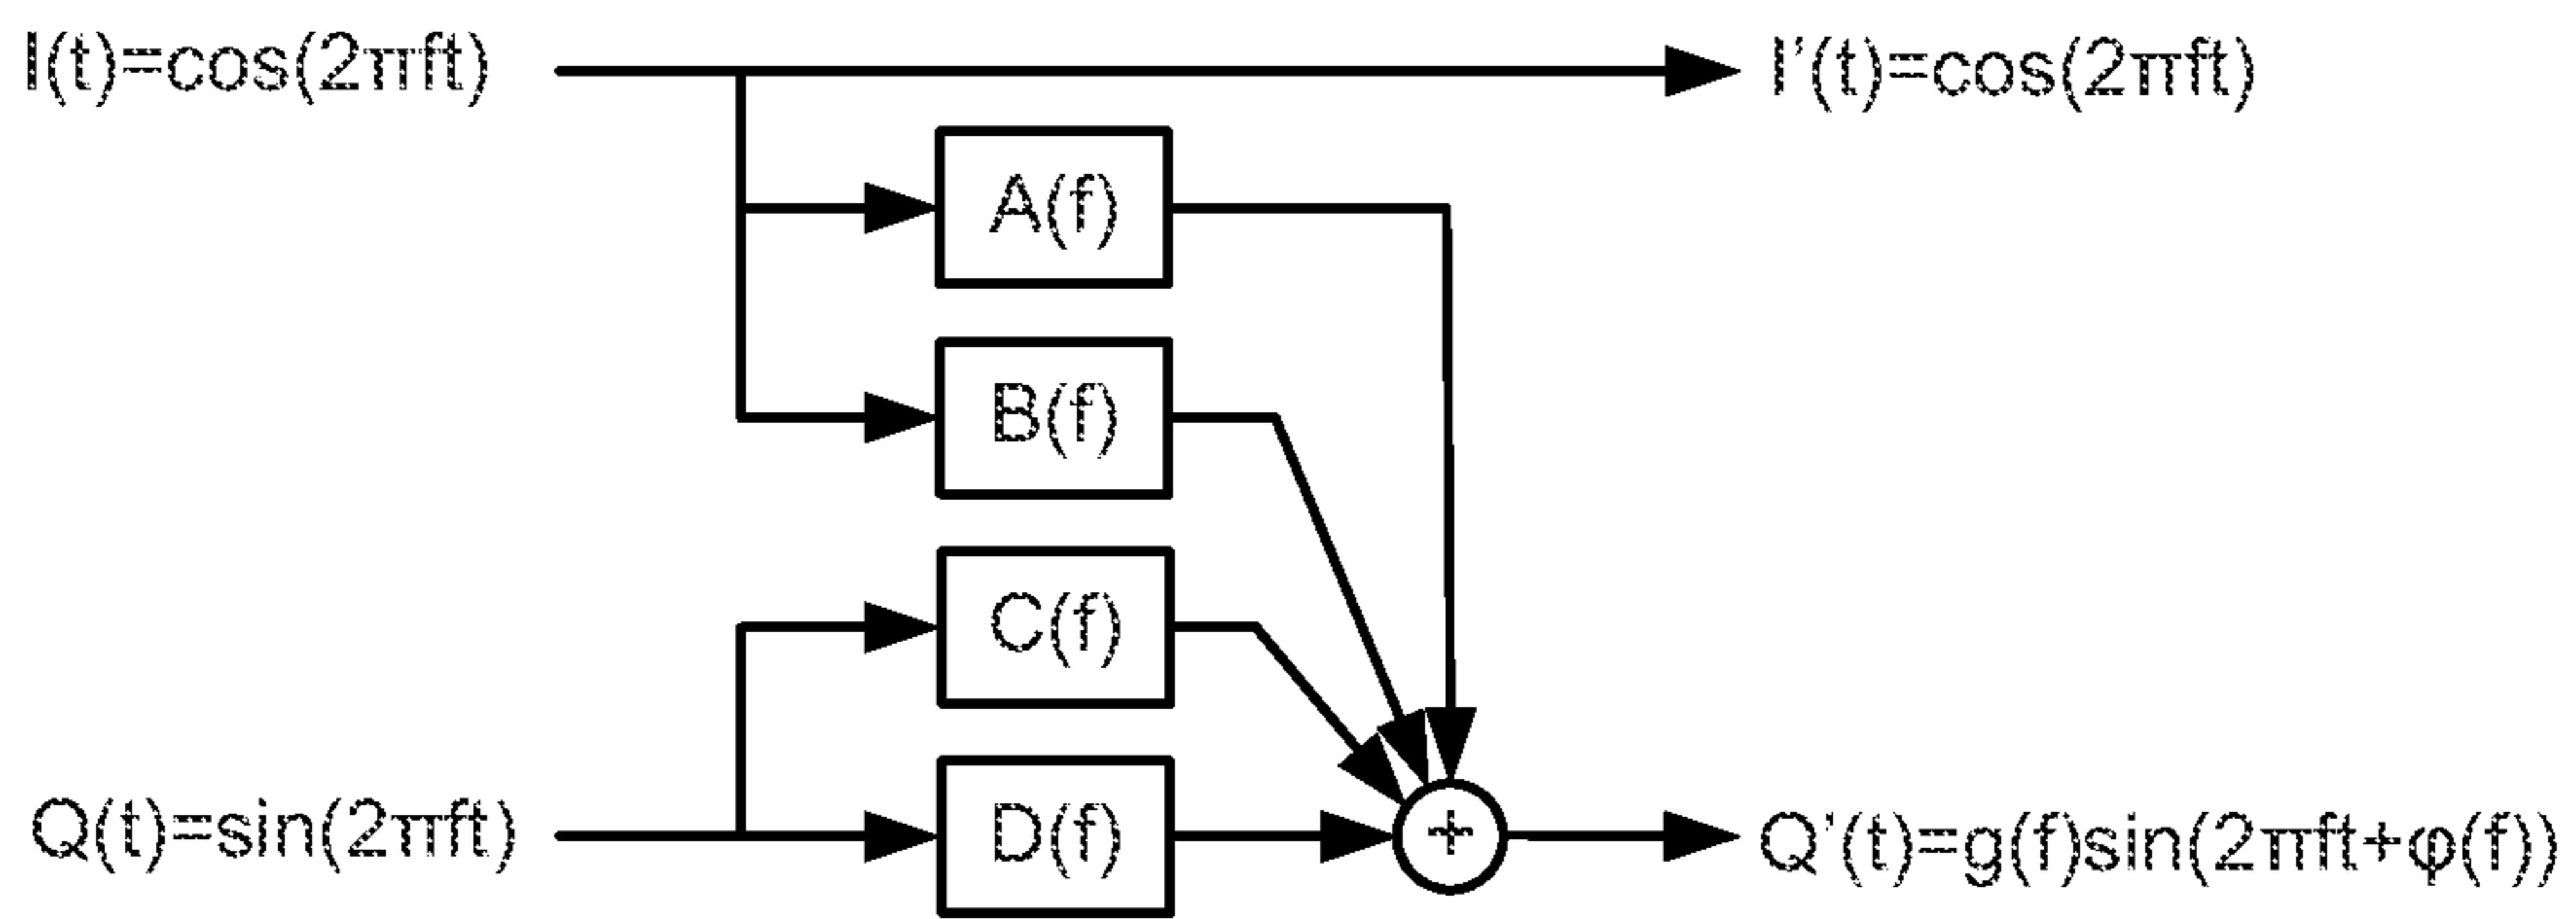 I(t)=cos(2πft)
I’(t)=cos(2πft)
A(f)
B(f)
C(f)
D(f)
+
Q(t)=sin(2πft)
Q’(t)=g(f)sin(2πft+φ(f))